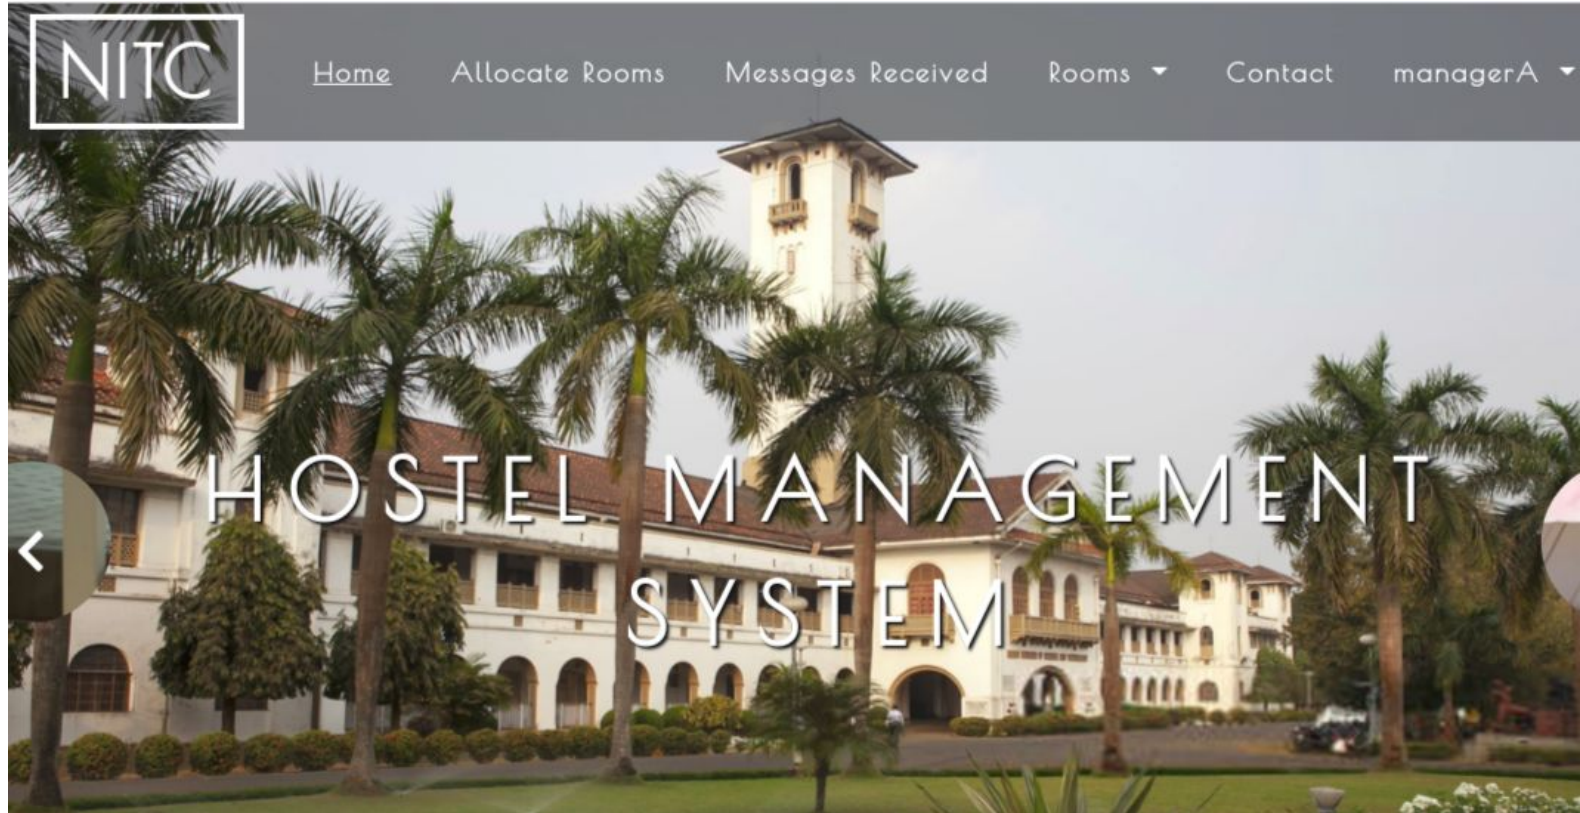 NITC
Home Allocate Rooms Messages Received Rooms Contact managerA
HOSTEL MANAGEMENT
SYSTEM